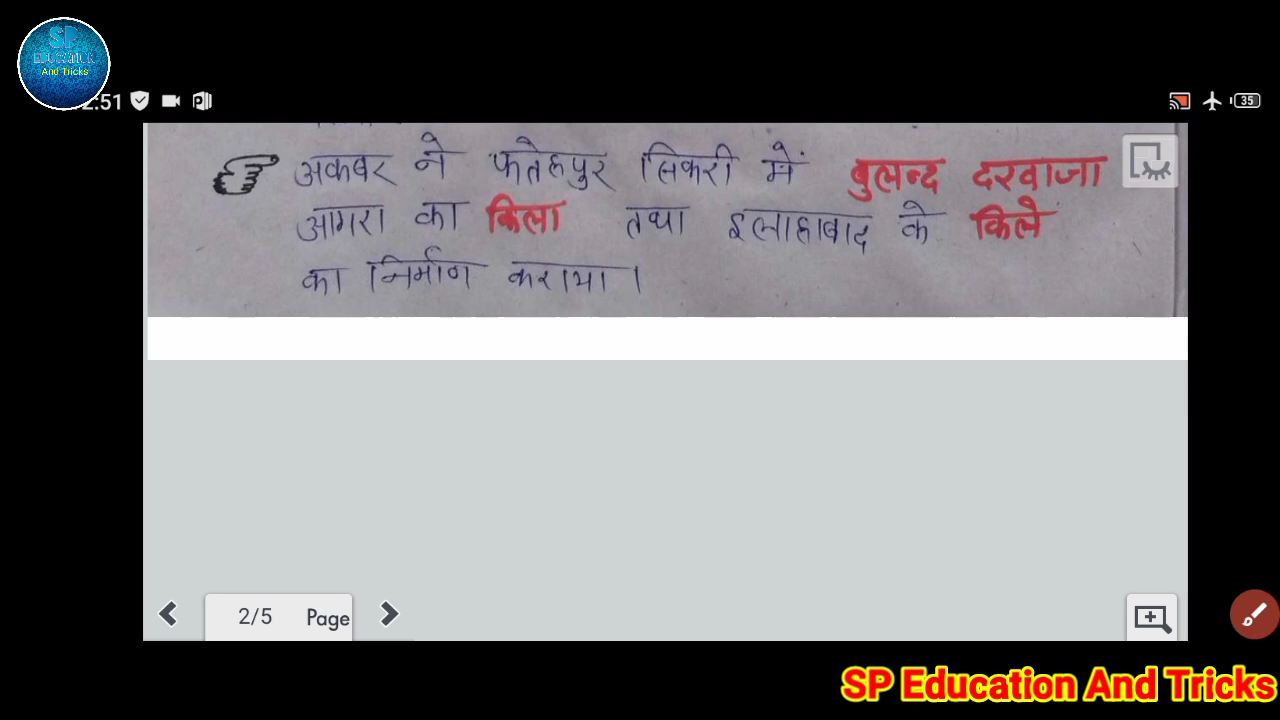 SP
EDUCATION
And Tricks
2:51
35
अकबर ने फतेहपुर सिकरी में बुलन्द दरवाजा
आगरा का किला तथा इलाहाबाद के किले
का निर्माण कराया।
2/5 Page
SP Education And Tricks